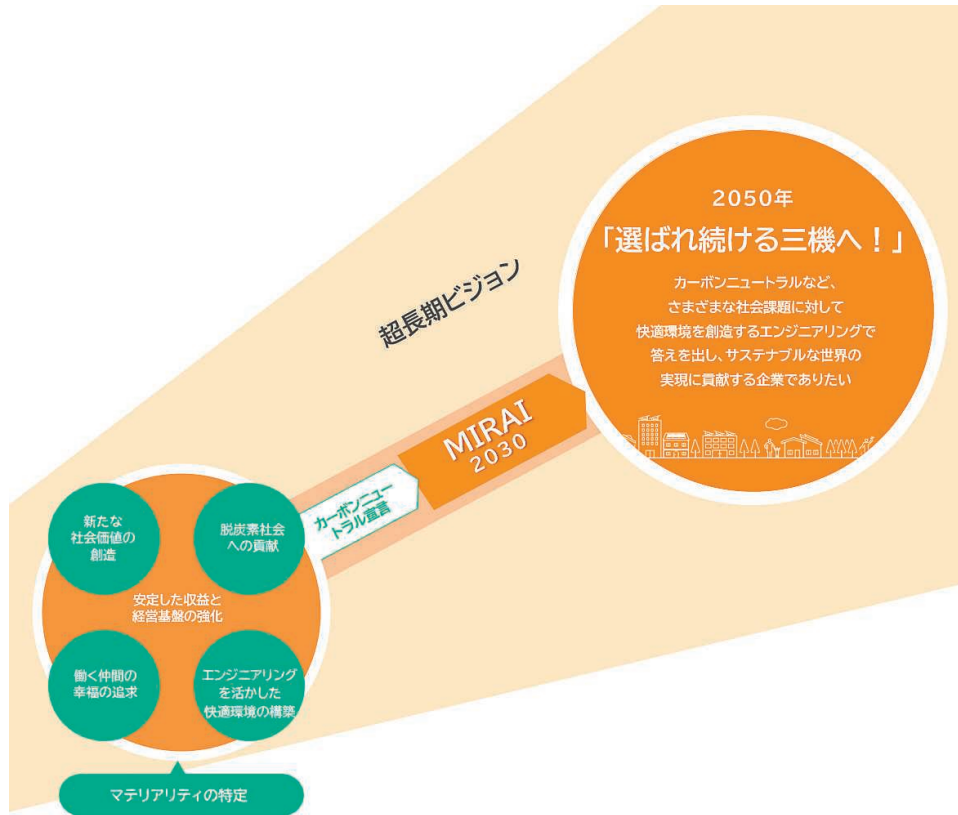 2050年
「選ばれ続ける三機へ！」
カーボンニュートラルなど、
さまざまな社会課題に対して
快適環境を創造するエンジニアリングで
答えを出し、サステナブルな世界の
実現に貢献する企業でありたい
超長期ビジョン
MIRAI
2030
カーボンニュー
トラル宣言
新たな
社会価値の
創造
脱炭素社会
への貢献
安定した収益と
経営基盤の強化
働く仲間の
幸福の追求
エンジニアリング
を活かした
快適環境の構築
マテリアリティの特定